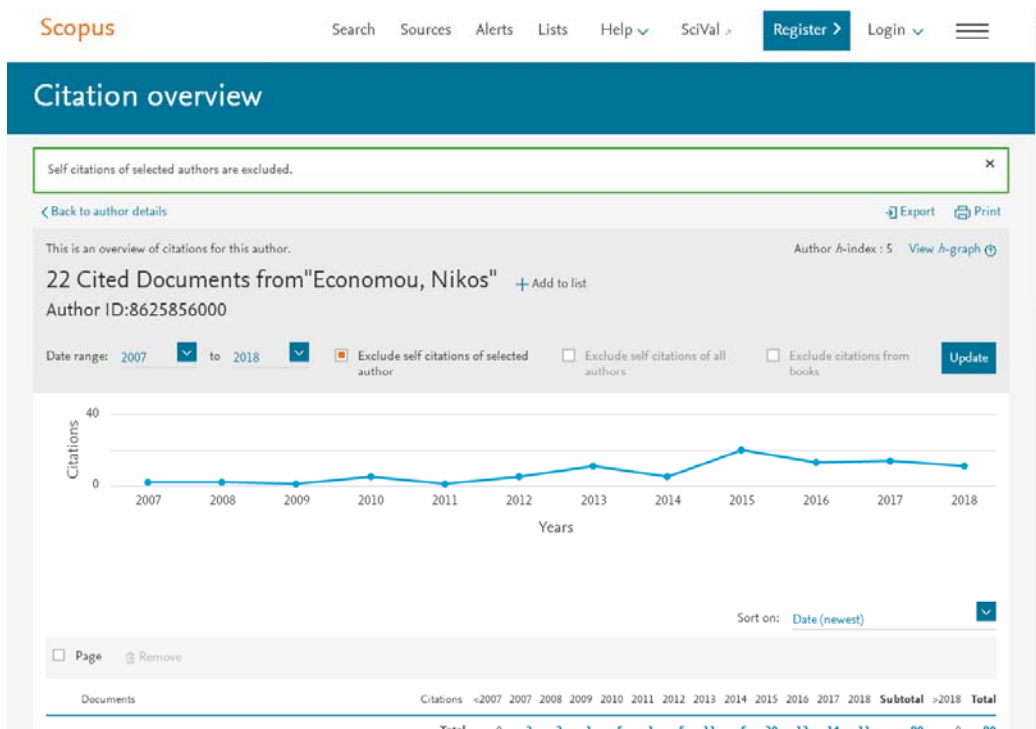 Scopus
Search Sources Alerts Lists Help SciVal Register > Login
Citation overview
Self citations of selected authors are excluded.
Back to author details
Export Print
This is an overview of citations for this author.
Author h-index : 5 View h-graph
22 Cited Documents from"Economou, Nikos" + Add to list
Author ID:8625856000
Date range: 2007 to 2018
Exclude self citations of selected author
Exclude self citations of all authors
Exclude citations from books
Update
40
0
Citations
2007 2008 2009 2010 2011 2012 2013 2014 2015 2016 2017 2018
Years
Sort on: Date (newest)
Page Remove
Documents Citations <2007 2007 2008 2009 2010 2011 2012 2013 2014 2015 2016 2017 2018 Subtotal >2018 Total
Total